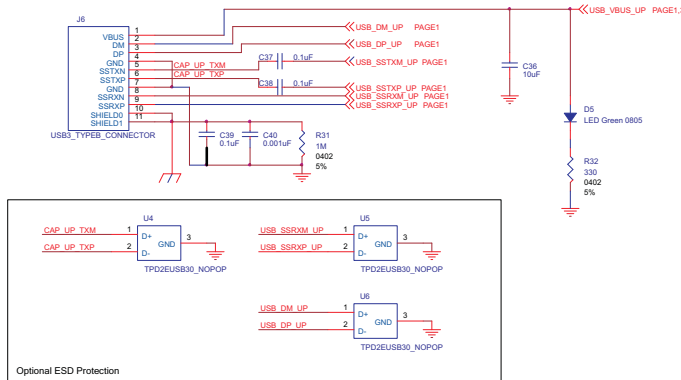 USB_VBUS_UP PAGE1,
J6
VBUS 1
DM 2
DP 3
GND 4
SSTXN 5
SSTXP 6
GND 7
SSRXN 8
SSRXP 9
SHIELD0 10
SHIELD1 11
USB3_TYPEB_CONNECTOR
USB_DM_UP PAGE1
USB_DP_UP PAGE1
C37 0.1uF
CAP_UP_TXM
USB_SSTXM_UP PAGE1
CAP_UP_TXP
C38 0.1uF
USB_SSTXP_UP PAGE1
USB_SSRXM_UP PAGE1
USB_SSRXP_UP PAGE1
C36
10uF
D5
LED Green 0805
C39
0.1uF
C40
0.001uF
R31
1M
0402
5%
R32
330
0402
5%
U4
CAP_UP_TXM 1 D+
CAP_UP_TXP 2 D-
GND 3
TPD2EUSB30_NOPOP
U5
USB_SSRXM_UP 1 D+
USB_SSRXP_UP 2 D-
GND 3
TPD2EUSB30_NOPOP
U6
USB_DM_UP 1 D+
USB_DP_UP 2 D-
GND 3
TPD2EUSB30_NOPOP
Optional ESD Protection